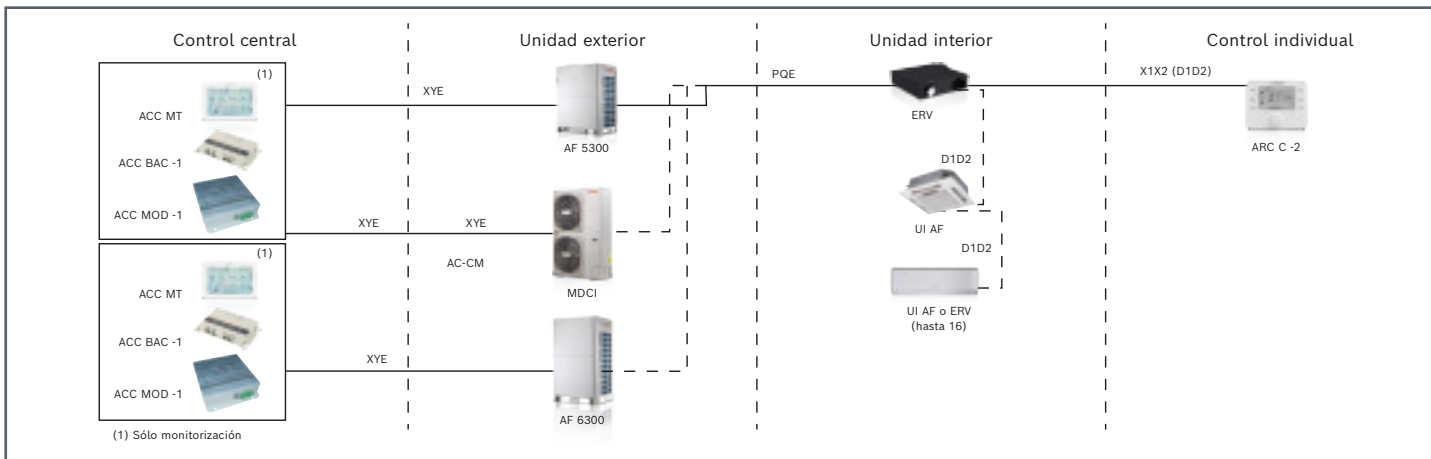 Control central
Unidad exterior
Unidad interior
Control individual
(1)
ACC MT
ACC BAC -1
ACC MOD -1
XYE
AF 5300
PQE
ERV
X1X2 (D1D2)
ARC C -2
D1D2
UI AF
XYE
XYE
AC-CM
MDCI
D1D2
UI AF o ERV
(hasta 16)
(1)
ACC MT
ACC BAC -1
ACC MOD -1
XYE
AF 6300
(1) Sólo monitorización